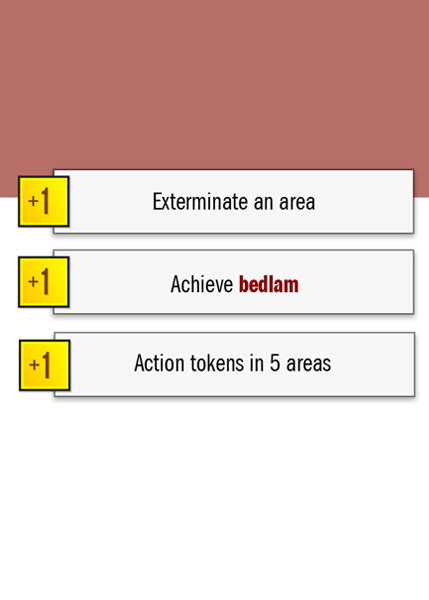 +1
Exterminate an area
+1
Achieve bedlam
+1
Action tokens in 5 areas